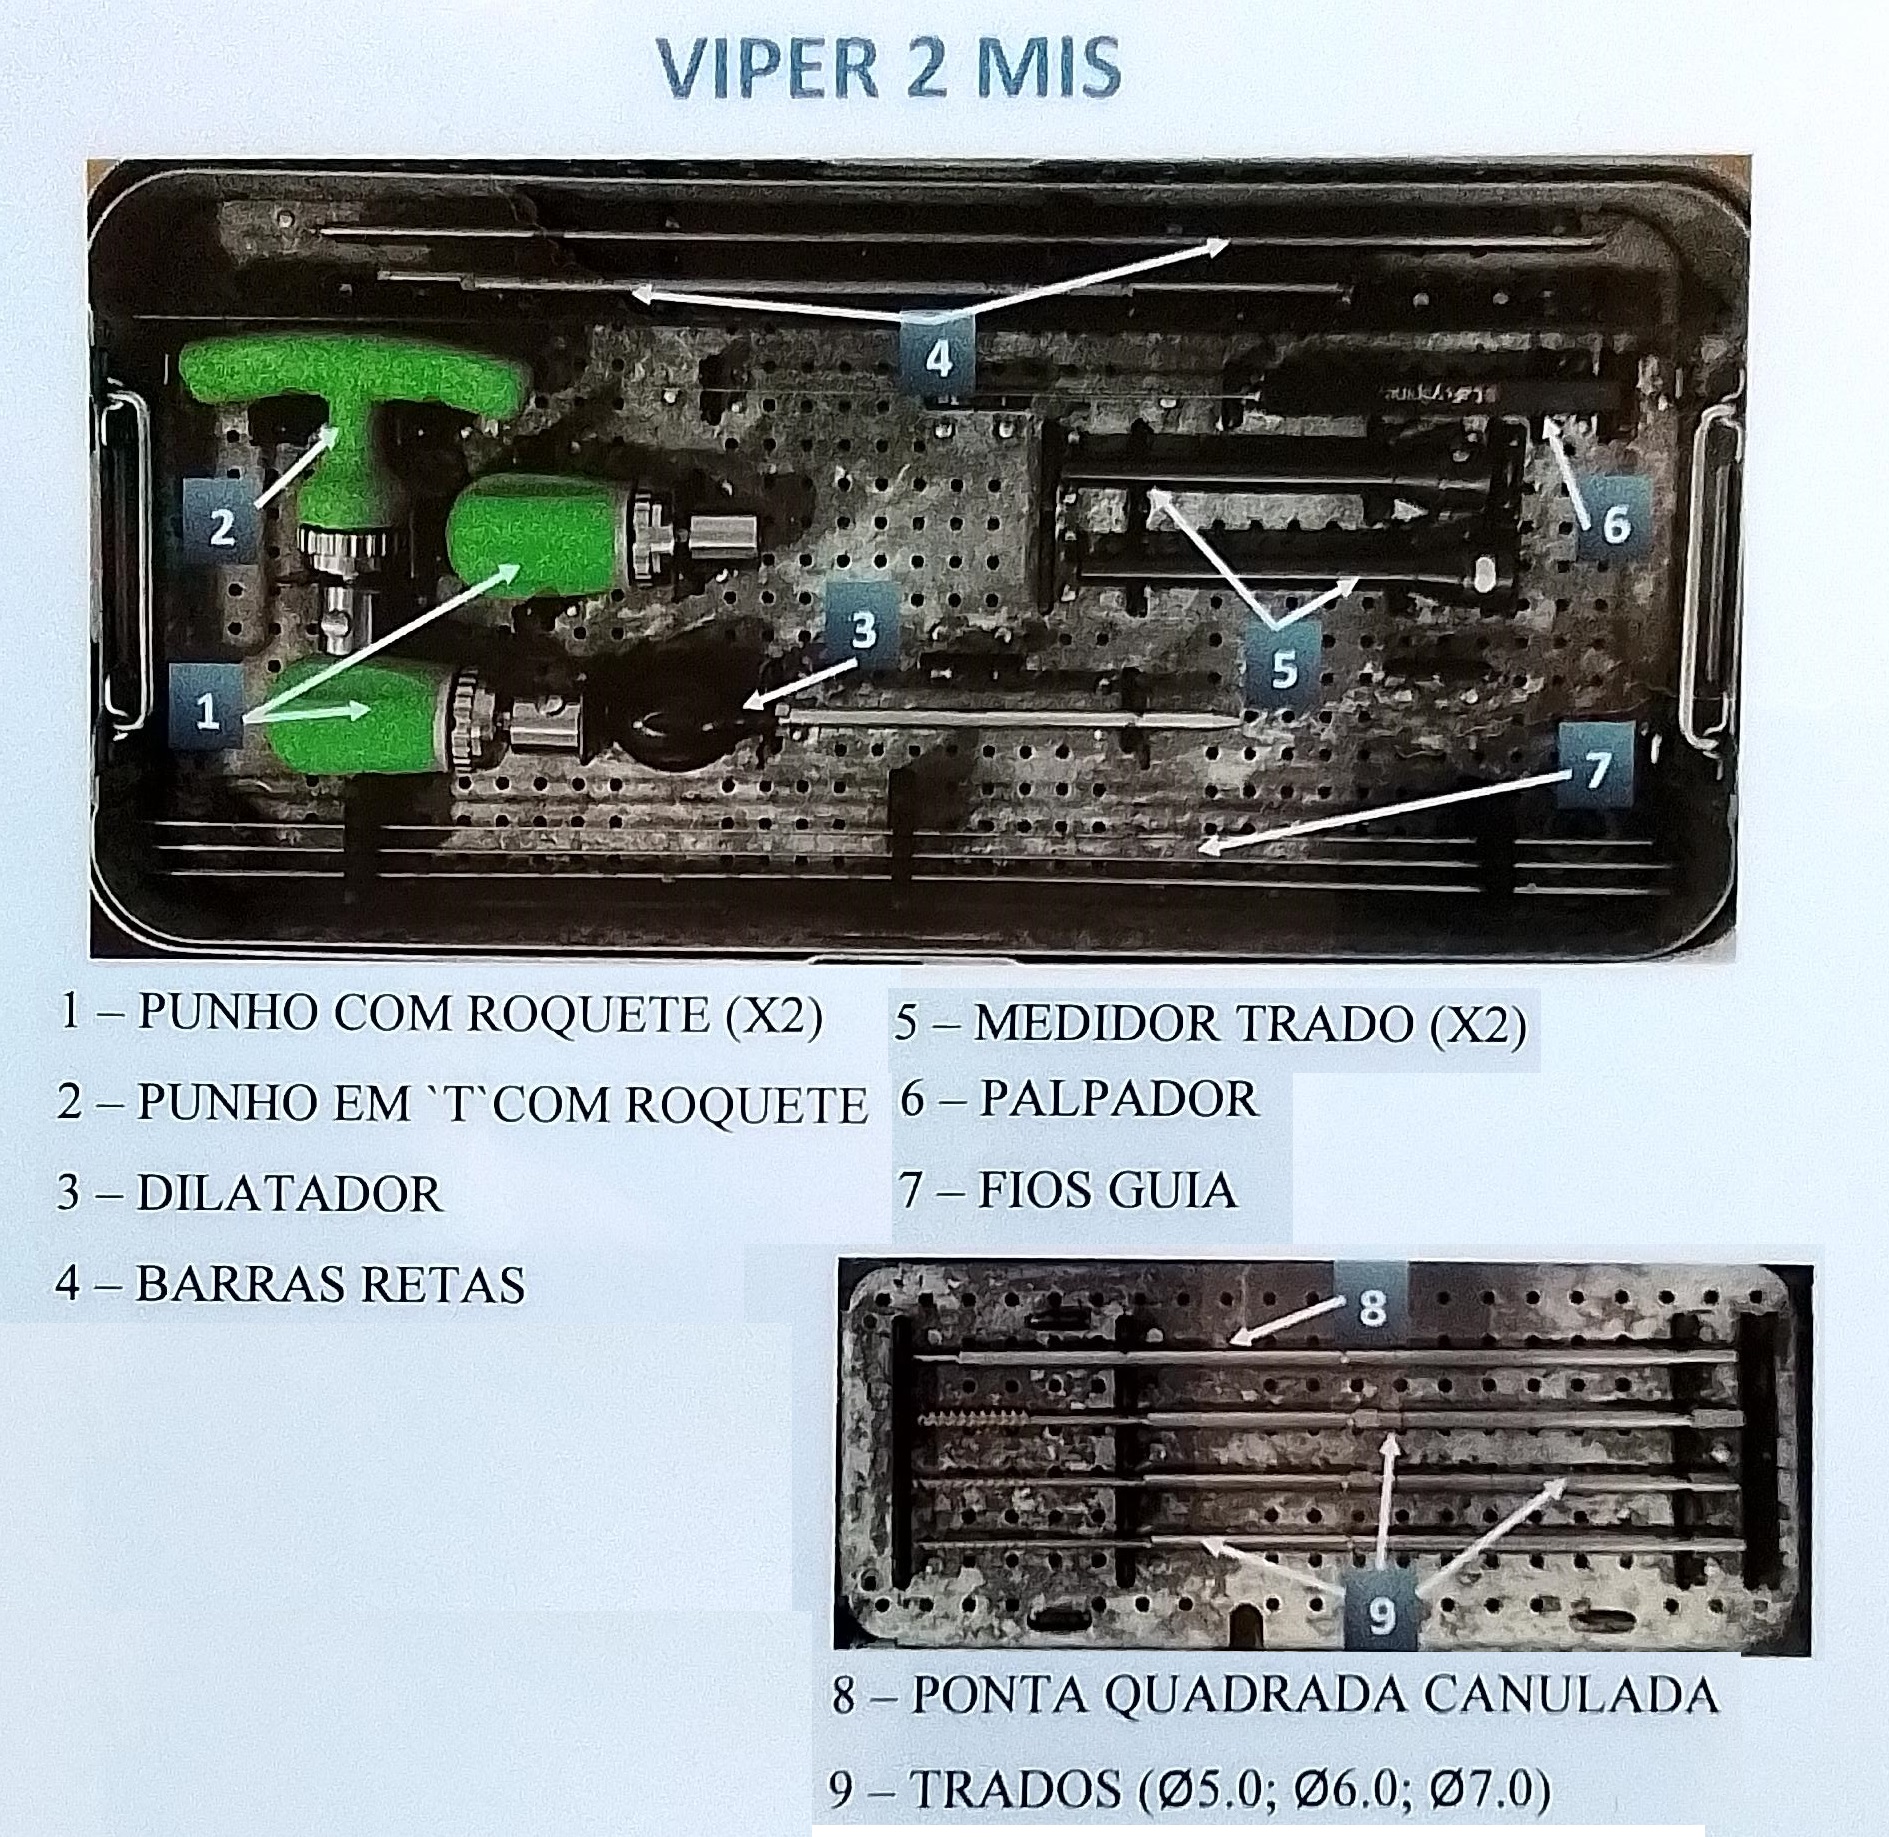 VIPER 2 MIS
4
2
6
3
5
1
7
1 – PUNHO COM ROQUETE (X2)
2 – PUNHO EM `T`COM ROQUETE
3 – DILATADOR
4 – BARRAS RETAS
5 – MEDIDOR TRADO (X2)
6 – PALPADOR
7 – FIOS GUIA
8
9
8 – PONTA QUADRADA CANULADA
9 – TRADOS (Ø5.0; Ø6.0; Ø7.0)